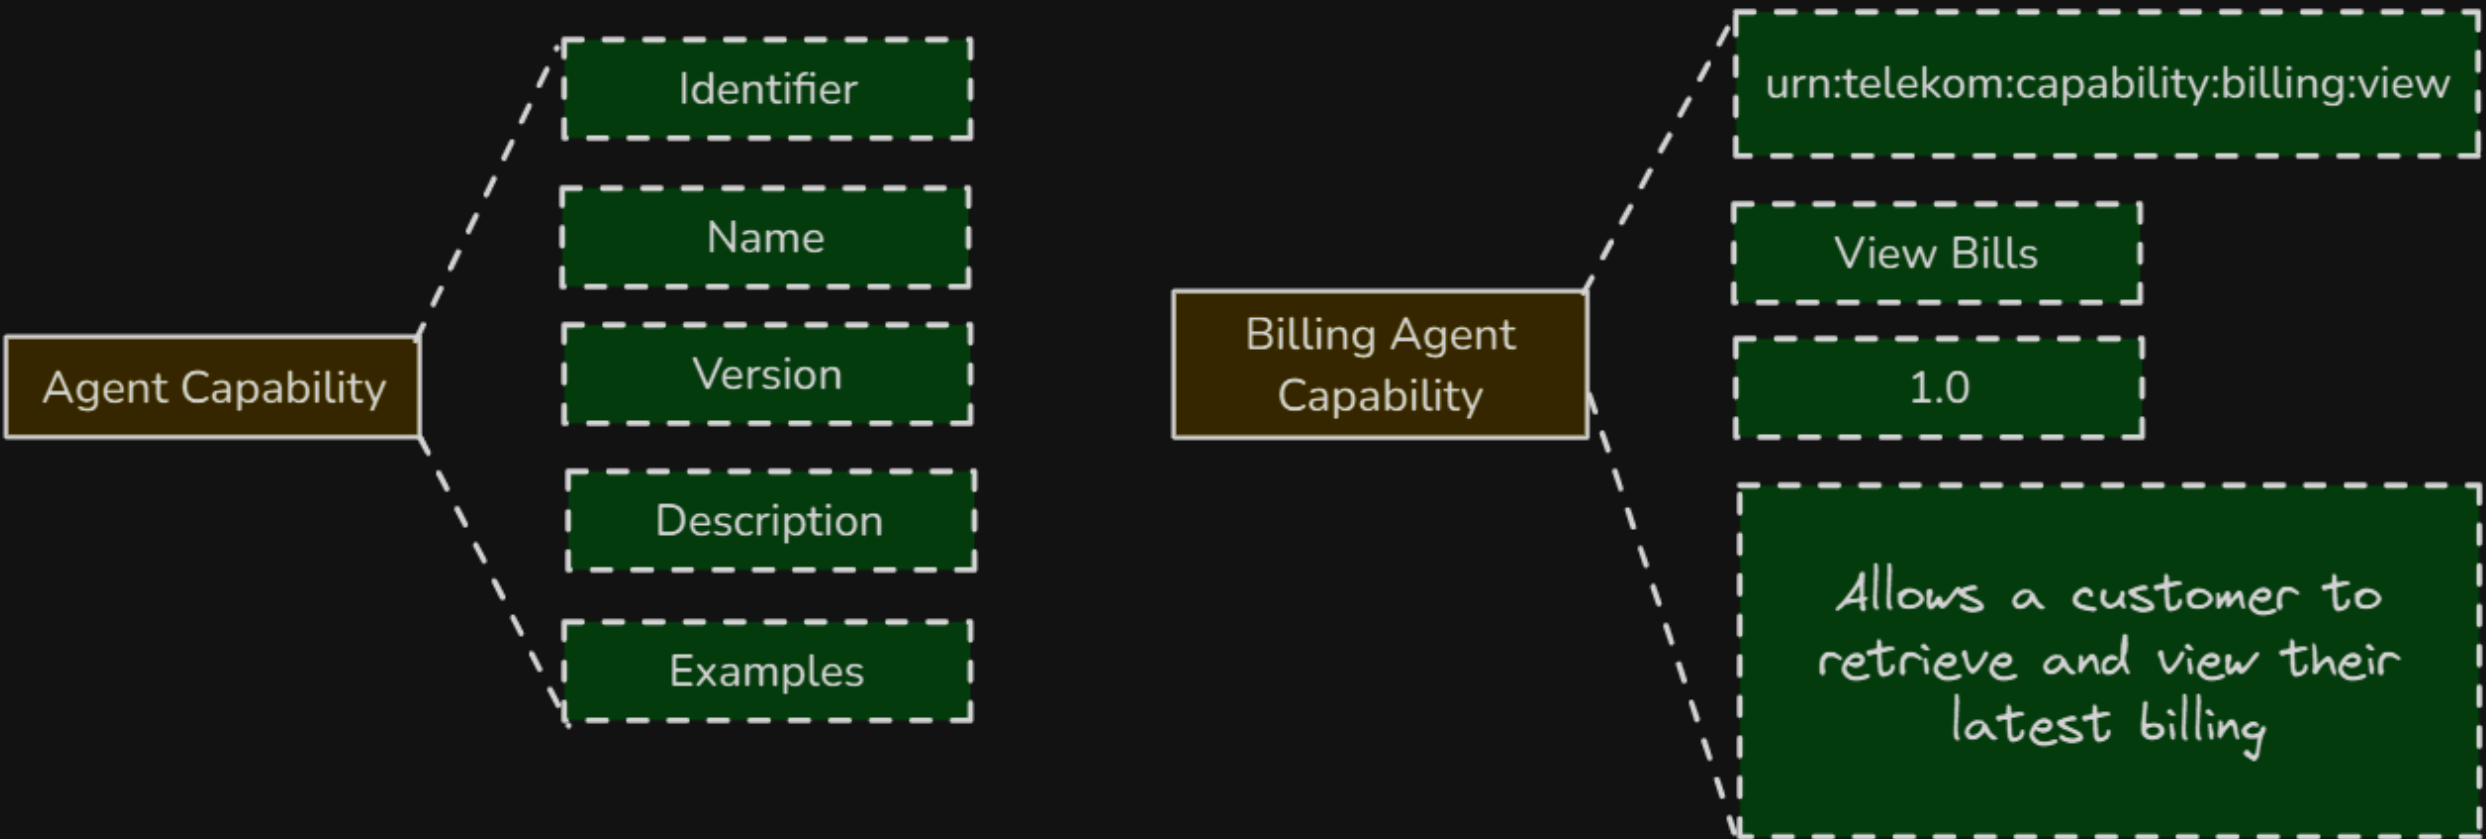 Agent Capability
Identifier
Name
Version
Description
Examples
Billing Agent
Capability
urn:telekom:capability:billing:view
View Bills
1.0
Allows a customer to
retrieve and view their
latest billing